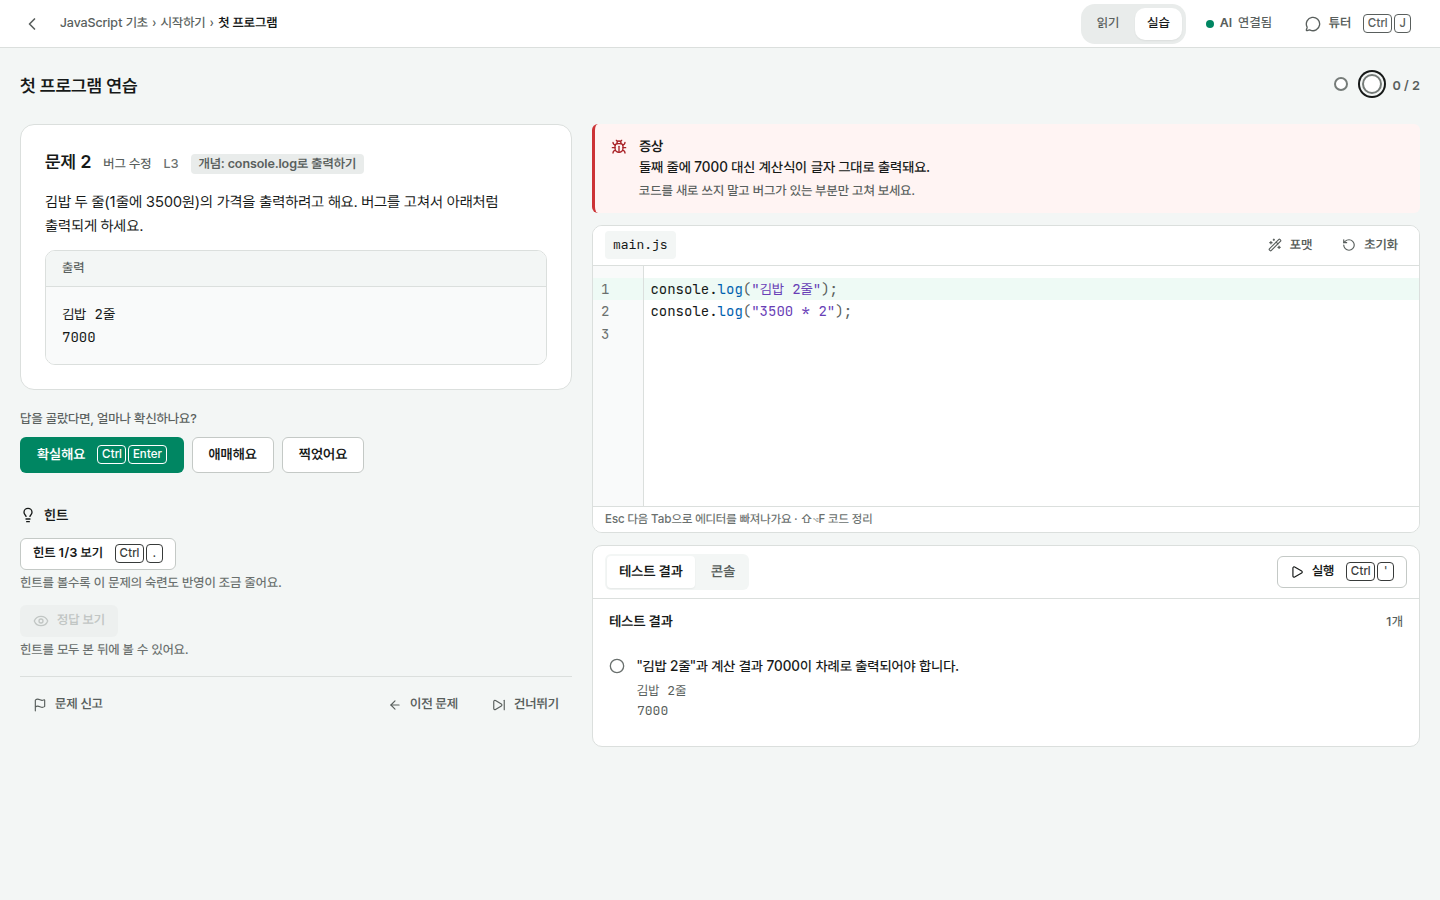 JavaScript 기초 › 시작하기 › 첫 프로그램
읽기
실습
AI 연결됨
튜터 Ctrl J
첫 프로그램 연습
0 / 2
문제 2 버그 수정 L3 개념: console.log로 출력하기
김밥 두 줄(1줄에 3500원)의 가격을 출력하려고 해요. 버그를 고쳐서 아래처럼
출력되게 하세요.
출력
김밥 2줄
7000
답을 골랐다면, 얼마나 확신하나요?
확실해요 Ctrl Enter
애매해요
찍었어요
힌트
힌트 1/3 보기 Ctrl .
힌트를 볼수록 이 문제의 숙련도 반영이 조금 줄어요.
정답 보기
힌트를 모두 본 뒤에 볼 수 있어요.
문제 신고
이전 문제
건너뛰기
증상
둘째 줄에 7000 대신 계산식이 글자 그대로 출력돼요.
코드를 새로 쓰지 말고 버그가 있는 부분만 고쳐 보세요.
main.js
포맷
초기화
1 console.log("김밥 2줄");
2 console.log("3500 * 2");
3
Esc 다음 Tab으로 에디터를 빠져나가요 · F 코드 정리
테스트 결과
콘솔
실행 Ctrl '
테스트 결과
1개
"김밥 2줄"과 계산 결과 7000이 차례로 출력되어야 합니다.
김밥 2줄
7000